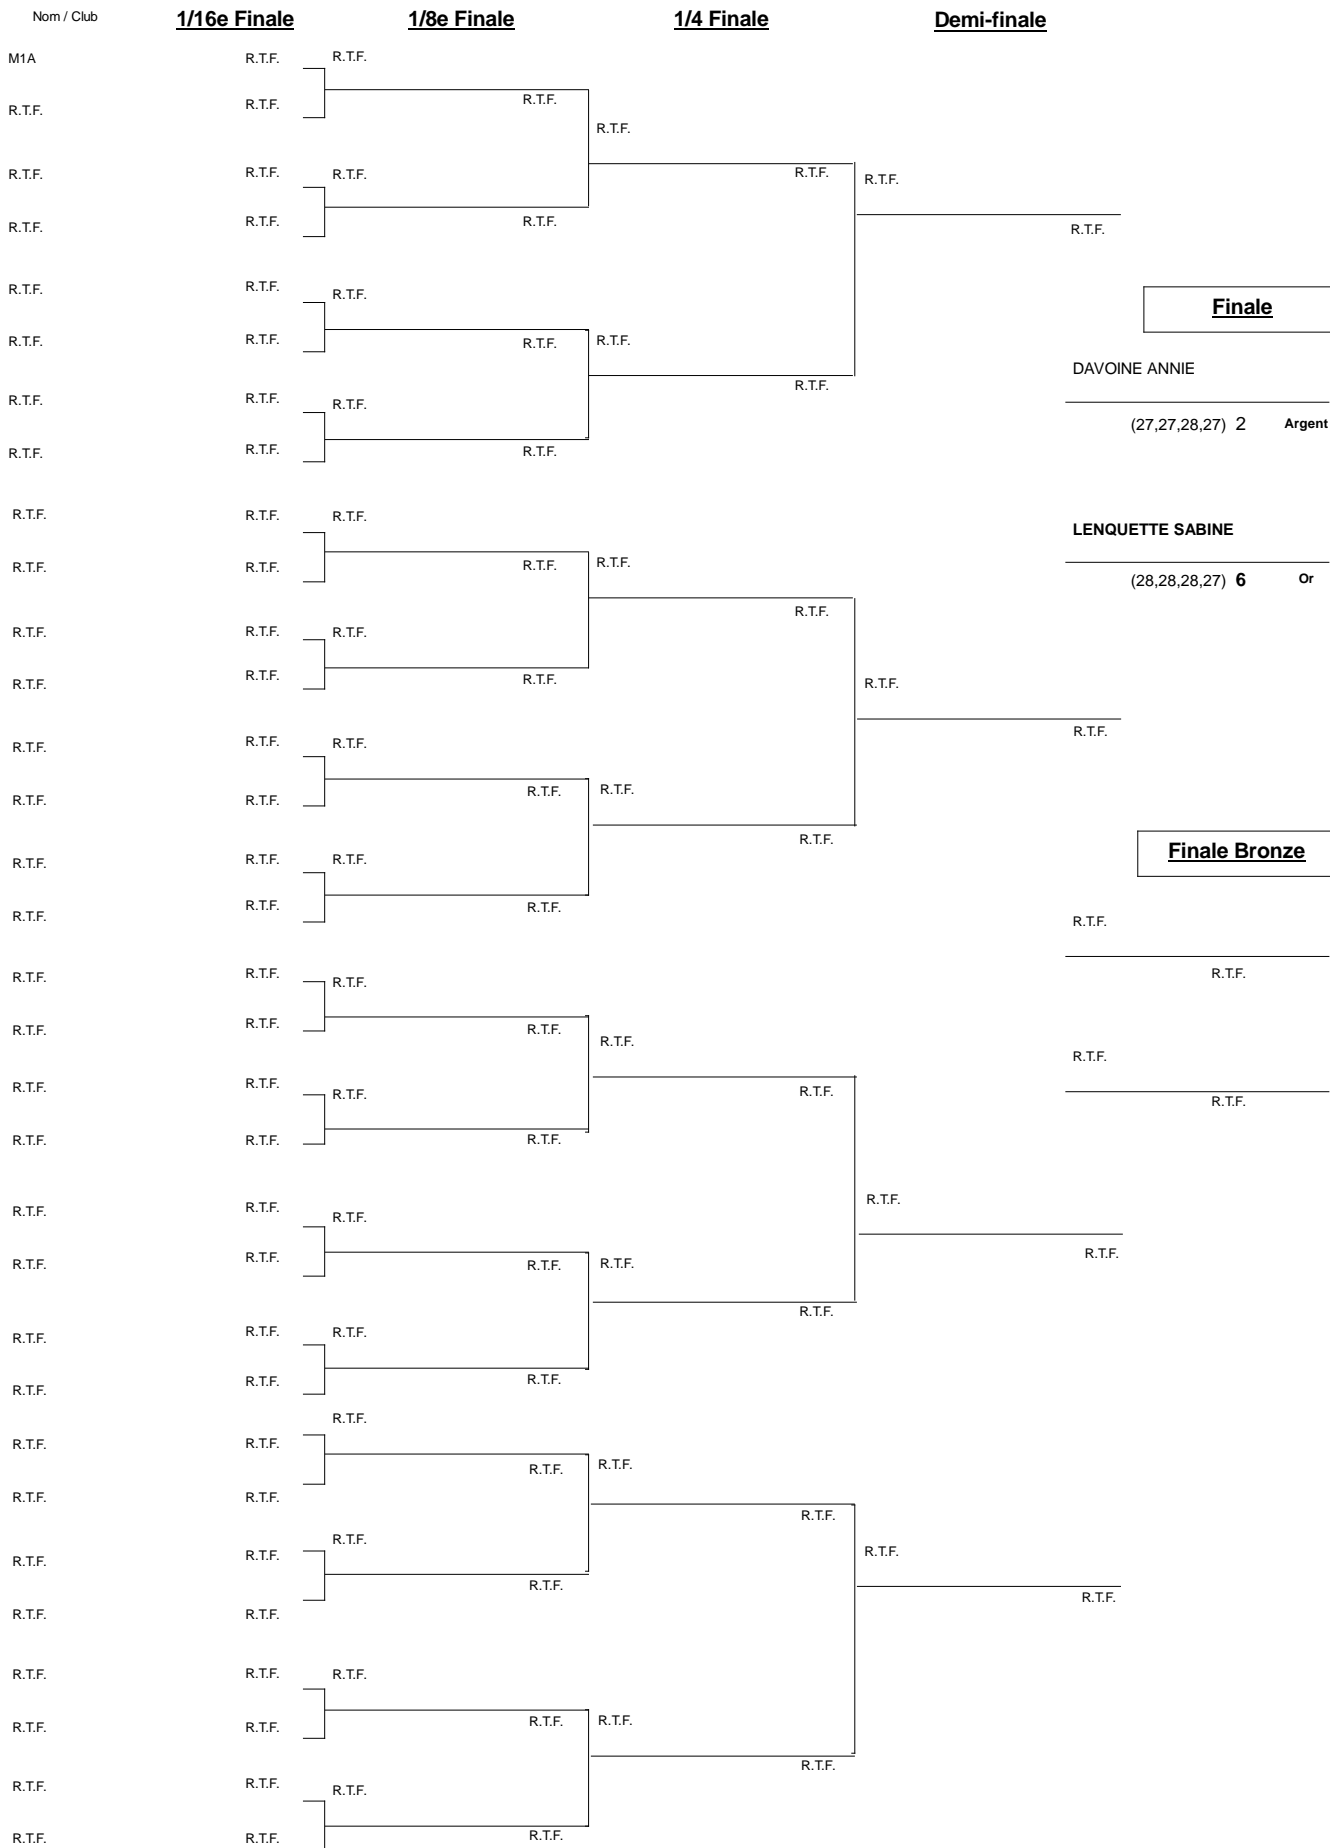 Nom / Club 1/16e Finale 1/8e Finale 1/4 Finale Demi-finale
M1A R.T.F. R.T.F.
R.T.F. R.T.F. R.T.F.
R.T.F.
R.T.F. R.T.F. R.T.F. R.T.F. R.T.F.
R.T.F. R.T.F. R.T.F. R.T.F.
R.T.F. R.T.F. R.T.F.
Finale
R.T.F. R.T.F. R.T.F. R.T.F.
DAVOINE ANNIE
R.T.F. R.T.F. R.T.F. R.T.F.
(27,27,28,27) 2 Argent
R.T.F. R.T.F. R.T.F.
R.T.F. R.T.F. R.T.F.
LENQUETTE SABINE
R.T.F. R.T.F. R.T.F. R.T.F.
(28,28,28,27) 6 Or
R.T.F.
R.T.F. R.T.F. R.T.F.
R.T.F. R.T.F. R.T.F. R.T.F.
R.T.F.
R.T.F. R.T.F. R.T.F.
R.T.F. R.T.F. R.T.F. R.T.F.
R.T.F.
Finale Bronze
R.T.F. R.T.F. R.T.F.
R.T.F. R.T.F. R.T.F.
R.T.F.
R.T.F. R.T.F. R.T.F.
R.T.F.
R.T.F. R.T.F. R.T.F. R.T.F.
R.T.F.
R.T.F. R.T.F. R.T.F. R.T.F.
R.T.F.
R.T.F. R.T.F. R.T.F.
R.T.F.
R.T.F. R.T.F. R.T.F.
R.T.F.
R.T.F. R.T.F. R.T.F. R.T.F.
R.T.F.
R.T.F. R.T.F. R.T.F.
R.T.F. R.T.F. R.T.F.
R.T.F.
R.T.F. R.T.F. R.T.F. R.T.F.
R.T.F. R.T.F.
R.T.F.
R.T.F.
R.T.F. R.T.F. R.T.F.
R.T.F. R.T.F.
R.T.F. R.T.F.
R.T.F. R.T.F. R.T.F.
R.T.F. R.T.F. R.T.F. R.T.F.
R.T.F.
R.T.F. R.T.F. R.T.F.
R.T.F. R.T.F. R.T.F.